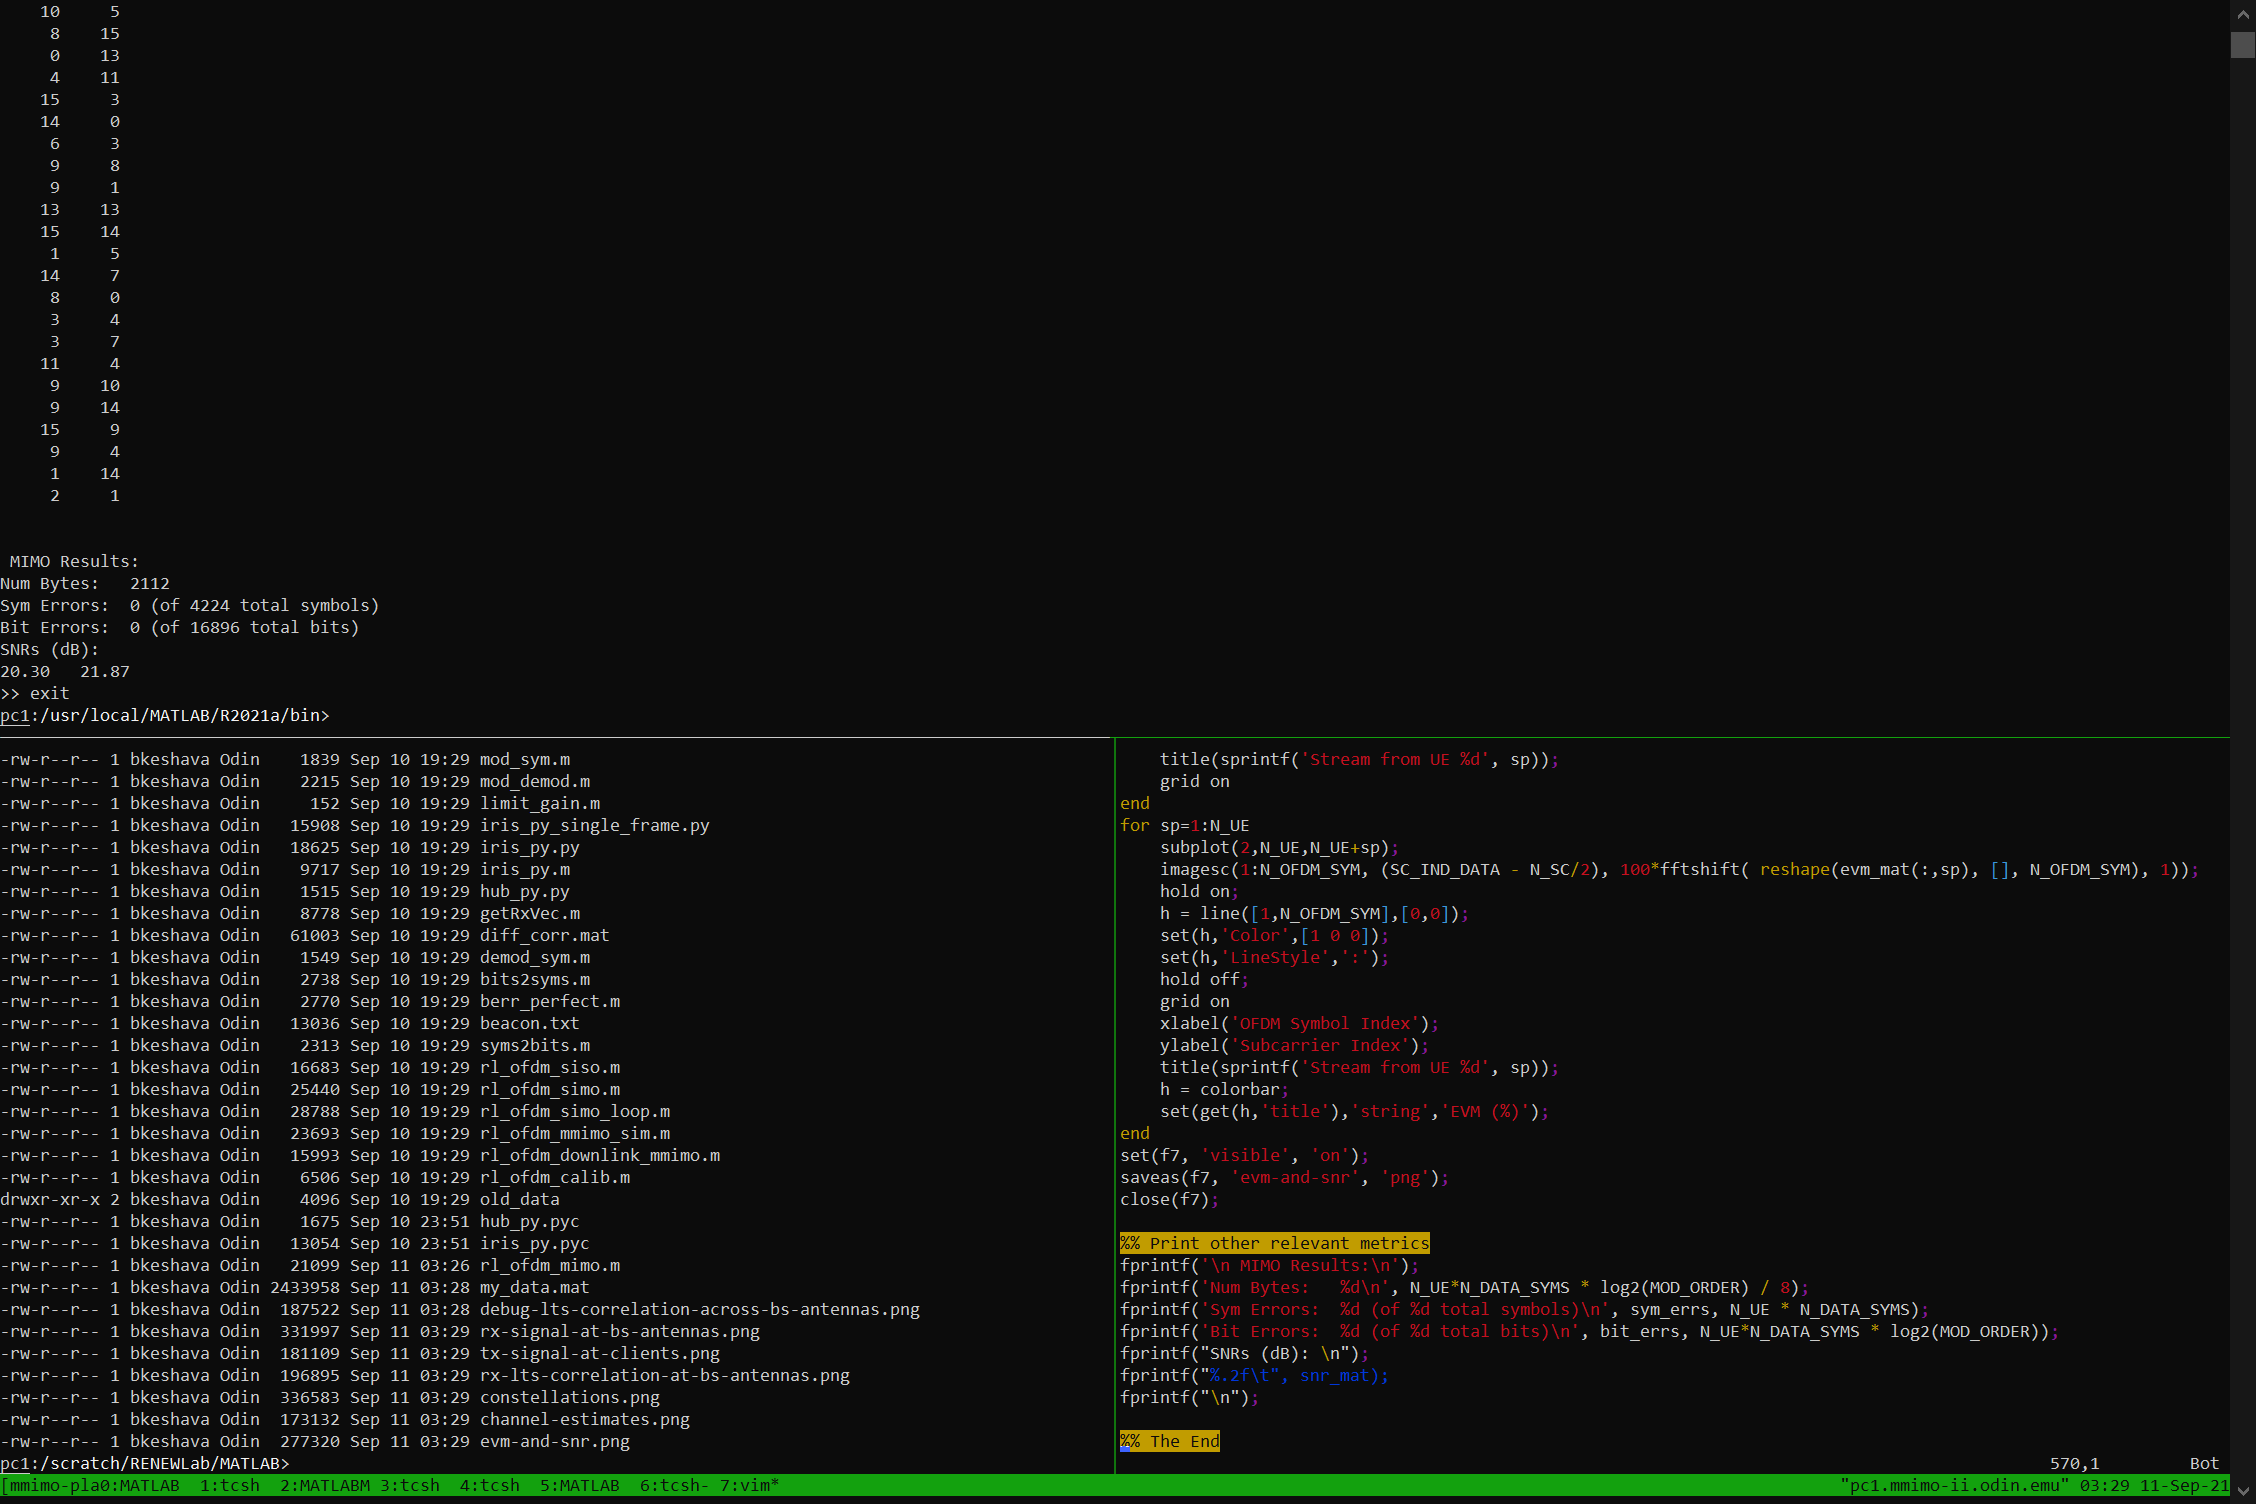 10 5
8 15
0 13
4 11
15 3
14 0
6 3
9 8
9 1
13 13
15 14
1 5
14 7
8 0
3 4
3 7
11 4
9 10
9 14
15 9
9 4
1 14
2 1
MIMO Results:
Num Bytes:   2112
Sym Errors:  0 (of 4224 total symbols)
Bit Errors:  0 (of 16896 total bits)
SNRs (dB):
20.30   21.87
>> exit
pc1:/usr/local/MATLAB/R2021a/bin>
-rw-r--r-- 1 bkeshava Odin    1839 Sep 10 19:29 mod_sym.m
-rw-r--r-- 1 bkeshava Odin    2215 Sep 10 19:29 mod_demod.m
-rw-r--r-- 1 bkeshava Odin     152 Sep 10 19:29 limit_gain.m
-rw-r--r-- 1 bkeshava Odin   15908 Sep 10 19:29 iris_py_single_frame.py
-rw-r--r-- 1 bkeshava Odin   18625 Sep 10 19:29 iris_py.py
-rw-r--r-- 1 bkeshava Odin    9717 Sep 10 19:29 iris_py.m
-rw-r--r-- 1 bkeshava Odin    1515 Sep 10 19:29 hub_py.py
-rw-r--r-- 1 bkeshava Odin    8778 Sep 10 19:29 getRxVec.m
-rw-r--r-- 1 bkeshava Odin   61003 Sep 10 19:29 diff_corr.mat
-rw-r--r-- 1 bkeshava Odin    1549 Sep 10 19:29 demod_sym.m
-rw-r--r-- 1 bkeshava Odin    2738 Sep 10 19:29 bits2syms.m
-rw-r--r-- 1 bkeshava Odin    2770 Sep 10 19:29 berr_perfect.m
-rw-r--r-- 1 bkeshava Odin   13036 Sep 10 19:29 beacon.txt
-rw-r--r-- 1 bkeshava Odin    2313 Sep 10 19:29 syms2bits.m
-rw-r--r-- 1 bkeshava Odin   16683 Sep 10 19:29 rl_ofdm_siso.m
-rw-r--r-- 1 bkeshava Odin   25440 Sep 10 19:29 rl_ofdm_simo.m
-rw-r--r-- 1 bkeshava Odin   28788 Sep 10 19:29 rl_ofdm_simo_loop.m
-rw-r--r-- 1 bkeshava Odin   23693 Sep 10 19:29 rl_ofdm_mmimo_sim.m
-rw-r--r-- 1 bkeshava Odin   15993 Sep 10 19:29 rl_ofdm_downlink_mmimo.m
-rw-r--r-- 1 bkeshava Odin    6506 Sep 10 19:29 rl_ofdm_calib.m
drwxr-xr-x 2 bkeshava Odin    4096 Sep 10 19:29 old_data
-rw-r--r-- 1 bkeshava Odin    1675 Sep 10 23:51 hub_py.pyc
-rw-r--r-- 1 bkeshava Odin   13054 Sep 10 23:51 iris_py.pyc
-rw-r--r-- 1 bkeshava Odin   21099 Sep 11 03:26 rl_ofdm_mimo.m
-rw-r--r-- 1 bkeshava Odin 2433958 Sep 11 03:28 my_data.mat
-rw-r--r-- 1 bkeshava Odin  187522 Sep 11 03:28 debug-lts-correlation-across-bs-antennas.png
-rw-r--r-- 1 bkeshava Odin  331997 Sep 11 03:29 rx-signal-at-bs-antennas.png
-rw-r--r-- 1 bkeshava Odin  181109 Sep 11 03:29 tx-signal-at-clients.png
-rw-r--r-- 1 bkeshava Odin  196895 Sep 11 03:29 rx-lts-correlation-at-bs-antennas.png
-rw-r--r-- 1 bkeshava Odin  336583 Sep 11 03:29 constellations.png
-rw-r--r-- 1 bkeshava Odin  173132 Sep 11 03:29 channel-estimates.png
-rw-r--r-- 1 bkeshava Odin  277320 Sep 11 03:29 evm-and-snr.png
pc1:/scratch/RENEWLab/MATLAB>
title(sprintf('Stream from UE %d', sp));
grid on
end
for sp=1:N_UE
subplot(2,N_UE,N_UE+sp);
imagesc(1:N_OFDM_SYM, (SC_IND_DATA - N_SC/2), 100*fftshift( reshape(evm_mat(:,sp), [], N_OFDM_SYM), 1));
hold on;
h = line([1,N_OFDM_SYM],[0,0]);
set(h,'Color',[1 0 0]);
set(h,'LineStyle',':');
hold off;
grid on
xlabel('OFDM Symbol Index');
ylabel('Subcarrier Index');
title(sprintf('Stream from UE %d', sp));
h = colorbar;
set(get(h,'title'),'string','EVM (%)');
end
set(f7, 'visible', 'on');
saveas(f7, 'evm-and-snr', 'png');
close(f7);
%% Print other relevant metrics
fprintf('\n MIMO Results:\n');
fprintf('Num Bytes:   %d\n', N_UE*N_DATA_SYMS * log2(MOD_ORDER) / 8);
fprintf('Sym Errors:  %d (of %d total symbols)\n', sym_errs, N_UE * N_DATA_SYMS);
fprintf('Bit Errors:  %d (of %d total bits)\n', bit_errs, N_UE*N_DATA_SYMS * log2(MOD_ORDER));
fprintf("SNRs (dB): \n");
fprintf("%.2f\t", snr_mat);
fprintf("\n");
%% The End
570,1 Bot
[mmimo-pla0:MATLAB  1:tcsh  2:MATLABM 3:tcsh  4:tcsh  5:MATLAB  6:tcsh- 7:vim* "pc1.mmimo-ii.odin.emu" 03:29 11-Sep-21